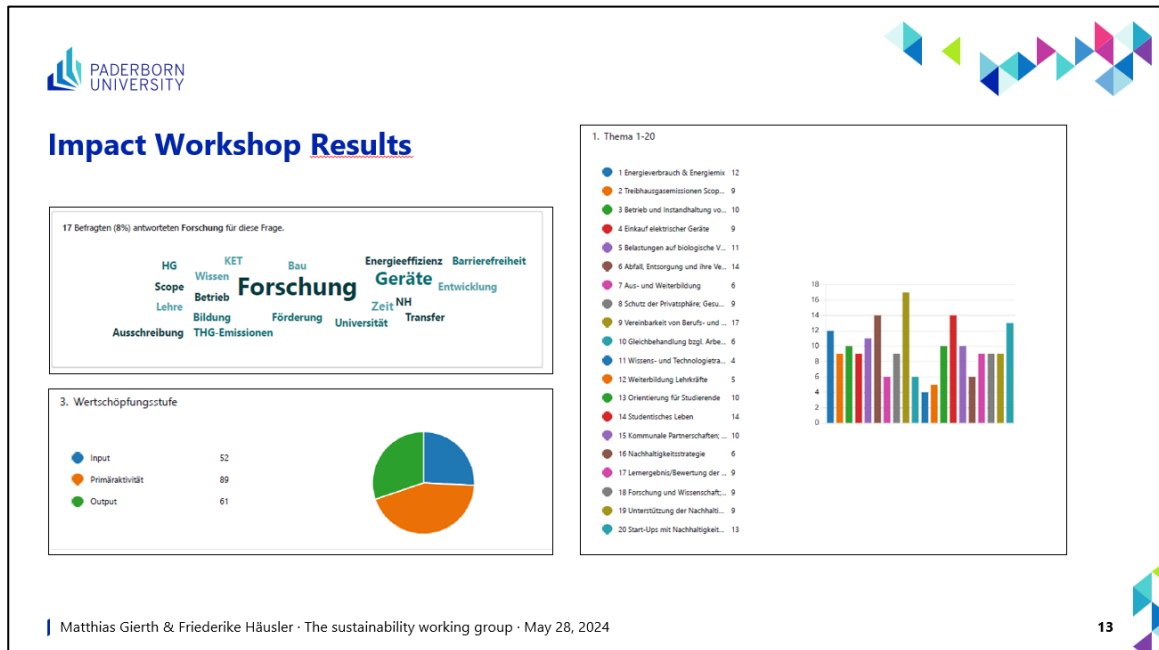 PADERBORN
UNIVERSITY
Impact Workshop Results
17 Befragten (8%) antworteten Forschung für diese Frage.
HG
KET
Bau
Energieeffizienz
Barrierefreiheit
Wissen
Scope
Forschung
Geräte
Entwicklung
Betrieb
Lehre
Zeit
NH
Bildung
Förderung
Universität
Transfer
Ausschreibung
THG-Emissionen
3. Wertschöpfungsstufe
Input 52
Primäraktivität 89
Output 61
1. Thema 1-20
1 Energieverbrauch & Energiemix 12
2 Treibhausgasemissionen Scop... 9
3 Betrieb und Instandhaltung vo... 10
4 Einkauf elektrischer Geräte 9
5 Belastungen auf biologische V... 11
6 Abfall, Entsorgung und ihre Ve... 14
7 Aus- und Weiterbildung 6
8 Schutz der Privatsphäre; Gesu... 9
9 Vereinbarkeit von Berufs- und ... 17
10 Gleichbehandlung bzgl. Arbe... 6
11 Wissens- und Technologietra... 4
12 Weiterbildung Lehrkräfte 5
13 Orientierung für Studierende 10
14 Studentisches Leben 14
15 Kommunale Partnerschaften; ... 10
16 Nachhaltigkeitsstrategie 6
17 Lernergebnis/Bewertung der ... 9
18 Forschung und Wissenschaft;... 9
19 Unterstützung der Nachhalti... 9
20 Start-Ups mit Nachhaltigkeit... 13
18
16
14
12
10
8
6
4
2
0
Matthias Gierth & Friederike Häusler · The sustainability working group · May 28, 2024
13